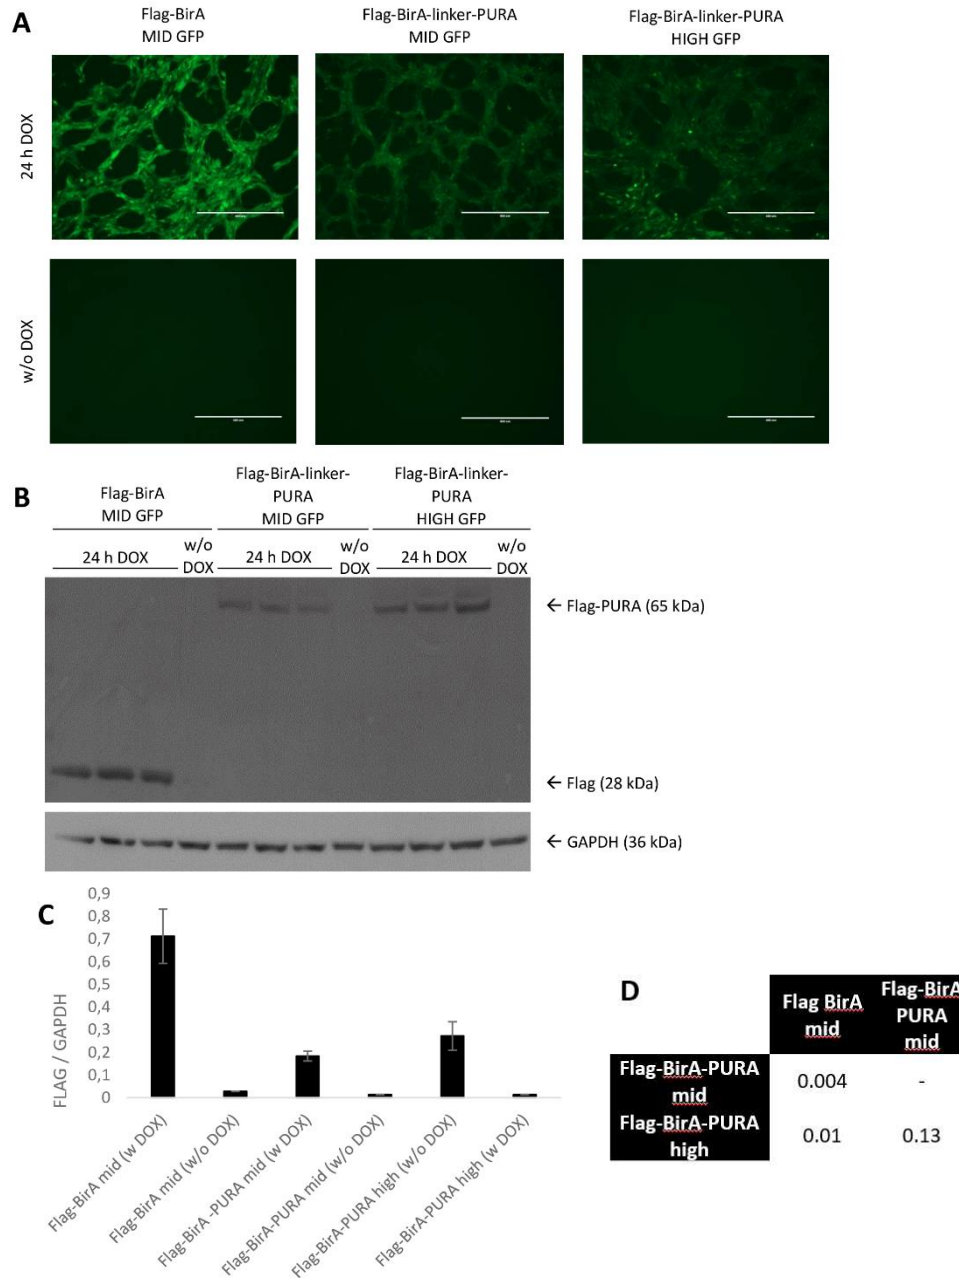 A
Flag-BirA
MID GFP
Flag-BirA-linker-PURA
MID GFP
Flag-BirA-linker-PURA
HIGH GFP
24 h DOX
w/o DOX
B
Flag-BirA
MID GFP
Flag-BirA-linker-
PURA
MID GFP
Flag-BirA-linker-
PURA
HIGH GFP
24 h DOX
w/o
DOX
24 h DOX
w/o
DOX
24 h DOX
w/o
DOX
← Flag-PURA (65 kDa)
← Flag (28 kDa)
← GAPDH (36 kDa)
C
FLAG / GAPDH
0,9
0,8
0,7
0,6
0,5
0,4
0,3
0,2
0,1
0
Flag-BirA mid (w DOX)
Flag-BirA mid (w/o DOX)
Flag-BirA -PURA mid (w DOX)
Flag-BirA-PURA mid (w/o DOX)
Flag-BirA-PURA high (w/o DOX)
Flag-BirA-PURA high (w DOX)
D
Flag BirA
mid
Flag-BirA
PURA
mid
Flag-BirA-PURA
mid
0.004
-
Flag-BirA-PURA
high
0.01
0.13